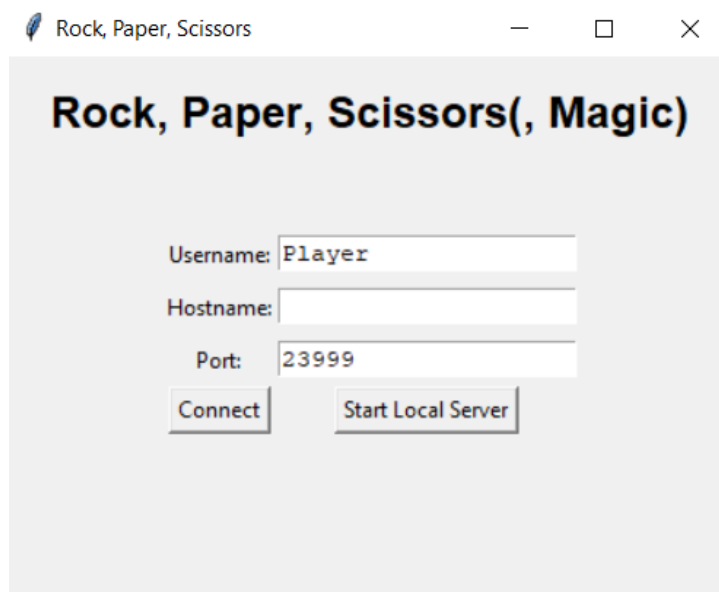 Rock, Paper, Scissors
Rock, Paper, Scissors(, Magic)
Username: Player
Hostname:
Port: 23999
Connect Start Local Server